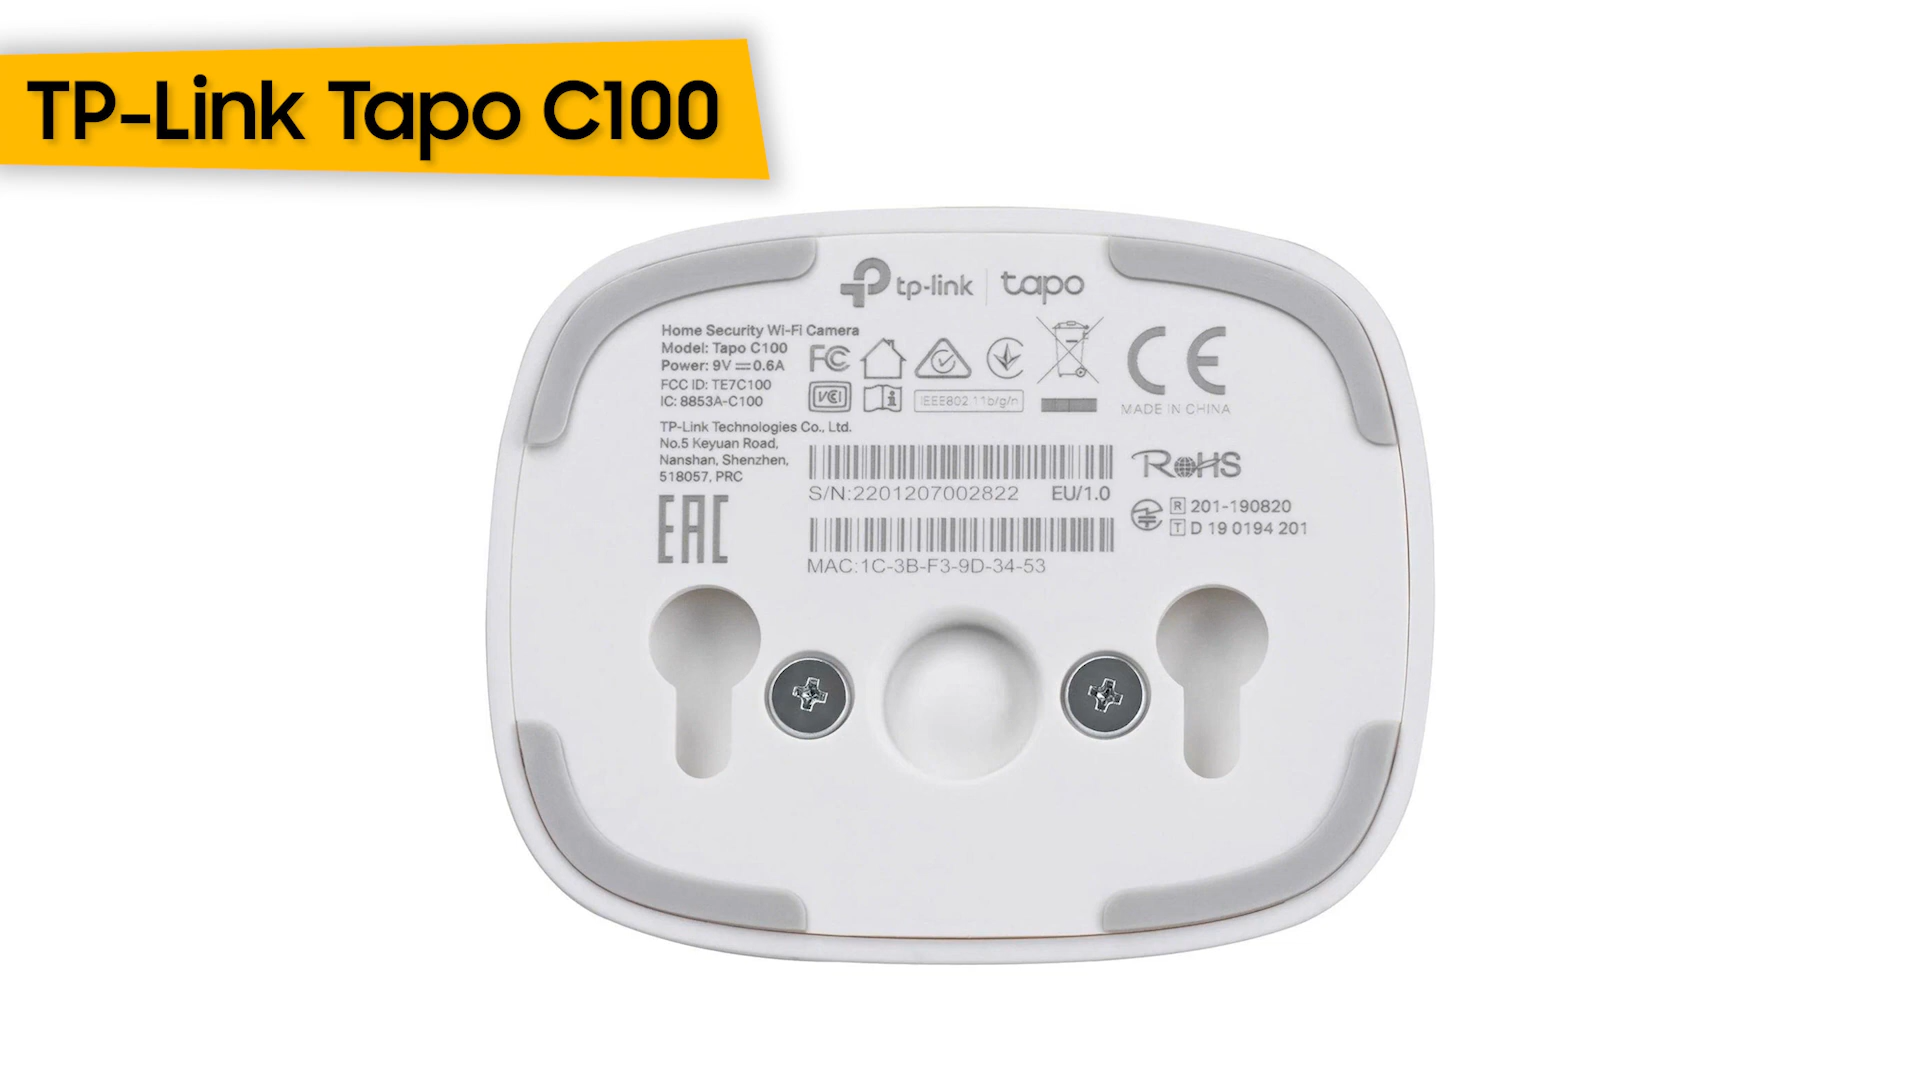 TP-Link Tapo C100
tp-link | tapo
Home Security Wi-Fi Camera
Model: Tapo C100
Power: 9V ⎓ 0.6A
FCC ID: TE7C100
IC: 8853A-C100
FC
CE
VCCI
i
IEEE802.11b/g/n
MADE IN CHINA
TP-Link Technologies Co., Ltd.
No.5 Keyuan Road,
Nanshan, Shenzhen,
518057, PRC
RoHS
S/N:2201207002822 EU/1.0
R 201-190820
T D 19 0194 201
EAC
MAC:1C-3B-F3-9D-34-53